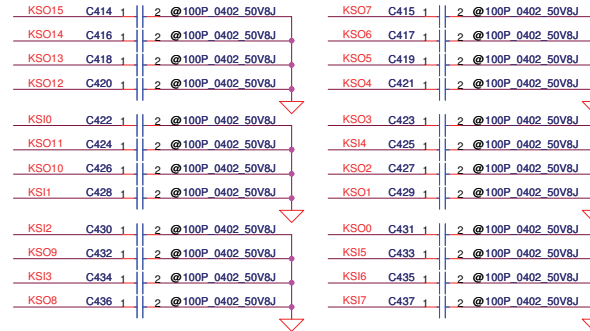 KSO15 C414 1 2 @100P_0402_50V8J KSO7 C415 1 2 @100P_0402_50V8J
KSO14 C416 1 2 @100P_0402_50V8J KSO6 C417 1 2 @100P_0402_50V8J
KSO13 C418 1 2 @100P_0402_50V8J KSO5 C419 1 2 @100P_0402_50V8J
KSO12 C420 1 2 @100P_0402_50V8J KSO4 C421 1 2 @100P_0402_50V8J
KSI0 C422 1 2 @100P_0402_50V8J KSO3 C423 1 2 @100P_0402_50V8J
KSO11 C424 1 2 @100P_0402_50V8J KSI4 C425 1 2 @100P_0402_50V8J
KSO10 C426 1 2 @100P_0402_50V8J KSO2 C427 1 2 @100P_0402_50V8J
KSI1 C428 1 2 @100P_0402_50V8J KSO1 C429 1 2 @100P_0402_50V8J
KSI2 C430 1 2 @100P_0402_50V8J KSO0 C431 1 2 @100P_0402_50V8J
KSO9 C432 1 2 @100P_0402_50V8J KSI5 C433 1 2 @100P_0402_50V8J
KSI3 C434 1 2 @100P_0402_50V8J KSI6 C435 1 2 @100P_0402_50V8J
KSO8 C436 1 2 @100P_0402_50V8J KSI7 C437 1 2 @100P_0402_50V8J